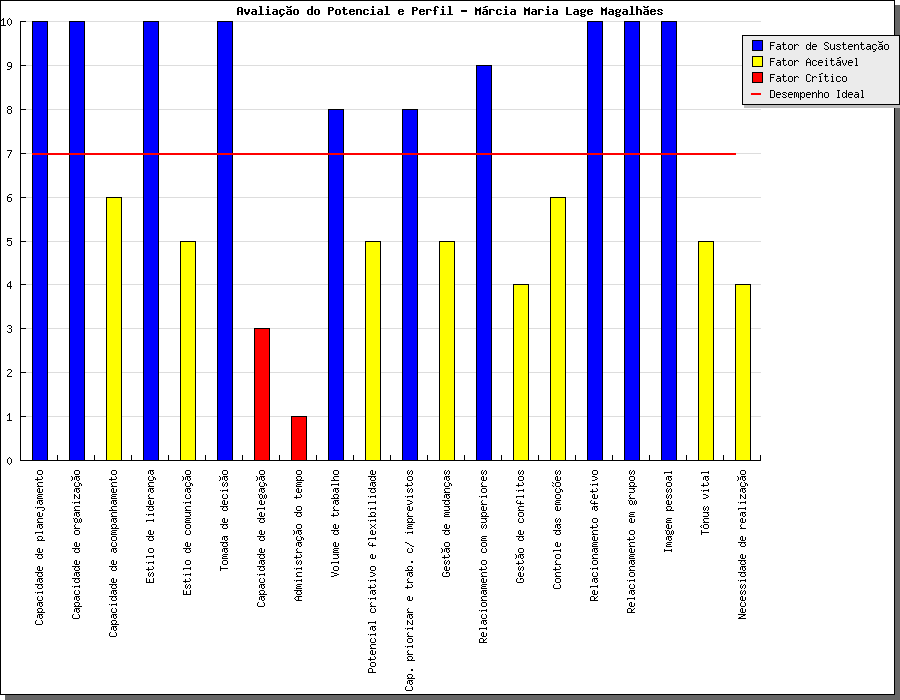 Avaliação do Potencial e Perfil - Márcia Maria Lage Magalhães
Fator de Sustentação
Fator Aceitável
Fator Crítico
Desempenho Ideal
10
9
8
7
6
5
4
3
2
1
0
Capacidade de planejamento
Capacidade de organização
Capacidade de acompanhamento
Estilo de liderança
Estilo de comunicação
Tomada de decisão
Capacidade de delegação
Administração do tempo
Volume de trabalho
Potencial criativo e flexibilidade
Cap. priorizar e trab. c/ imprevistos
Gestão de mudanças
Relacionamento com superiores
Gestão de conflitos
Controle das emoções
Relacionamento afetivo
Relacionamento em grupos
Imagem pessoal
Tônus vital
Necessidade de realização